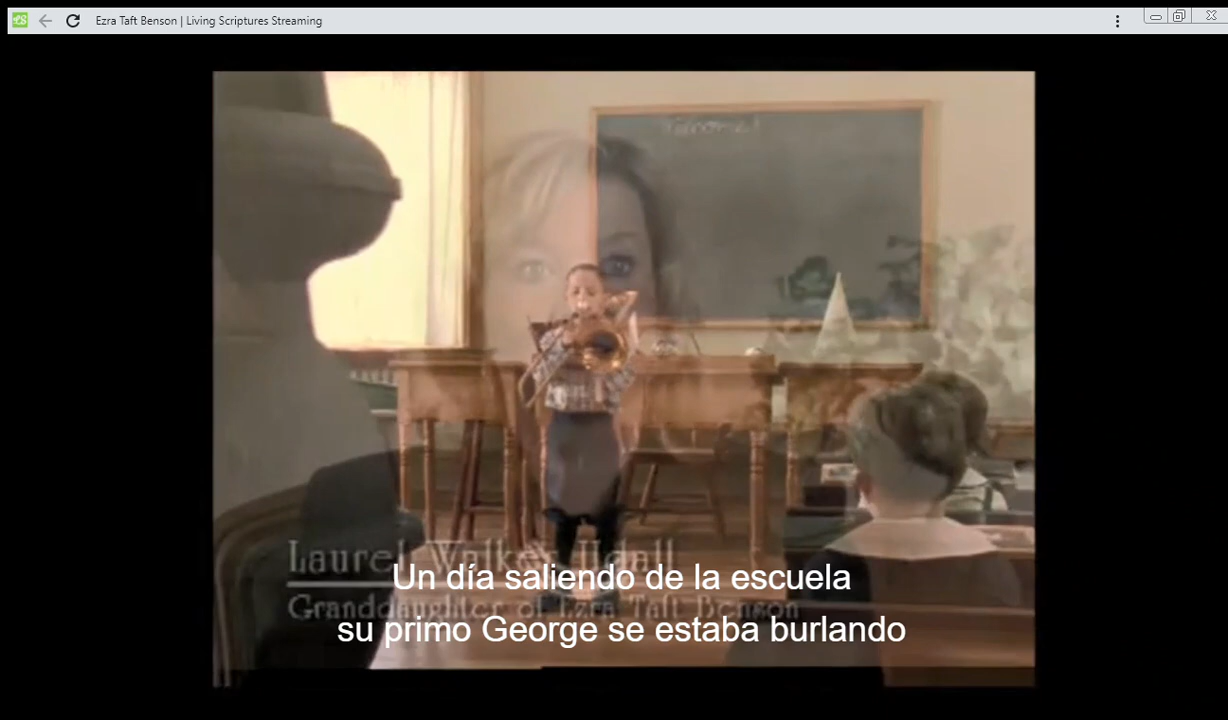 Ezra Taft Benson | Living Scriptures Streaming
Welcome!
Laurel Walker Udall
Granddaughter of Ezra Taft Benson
Un día saliendo de la escuela
su primo George se estaba burlando